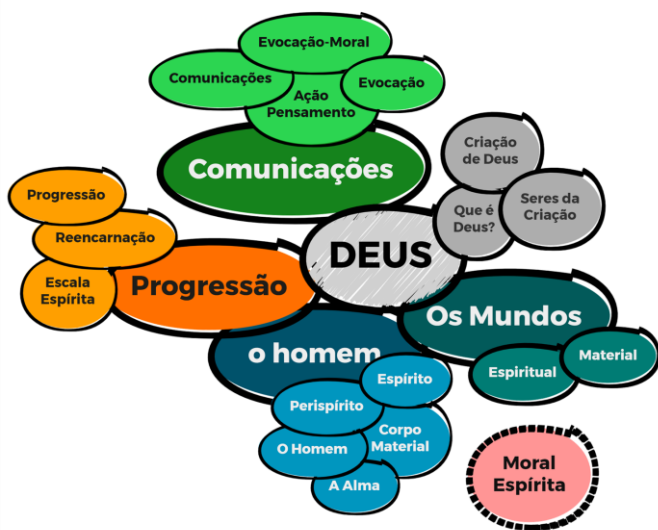 Evocação-Moral
Comunicações
Evocação
Ação
Pensamento
Comunicações
Criação
de Deus
Seres da
Criação
Que é
Deus?
DEUS
Progressão
Reencarnação
Escala
Espírita
Progressão
Os Mundos
Material
Espiritual
o homem
Espírito
Perispírito
Corpo
Material
O Homem
A Alma
Moral
Espírita